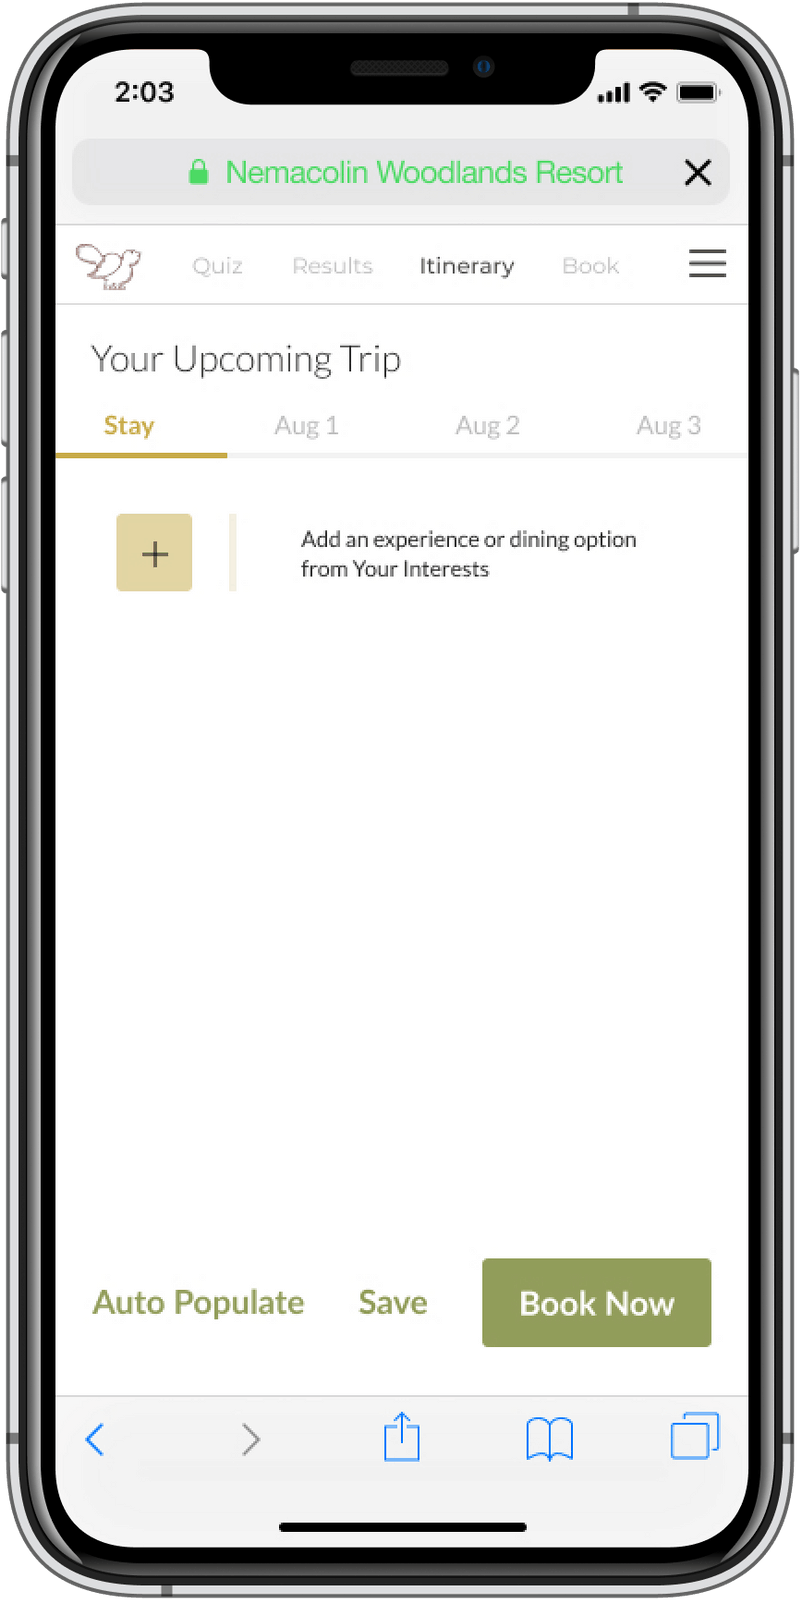 2:03
Nemacolin Woodlands Resort
Quiz Results Itinerary Book
Your Upcoming Trip
Stay Aug 1 Aug 2 Aug 3
+ Add an experience or dining option
from Your Interests
Auto Populate Save Book Now